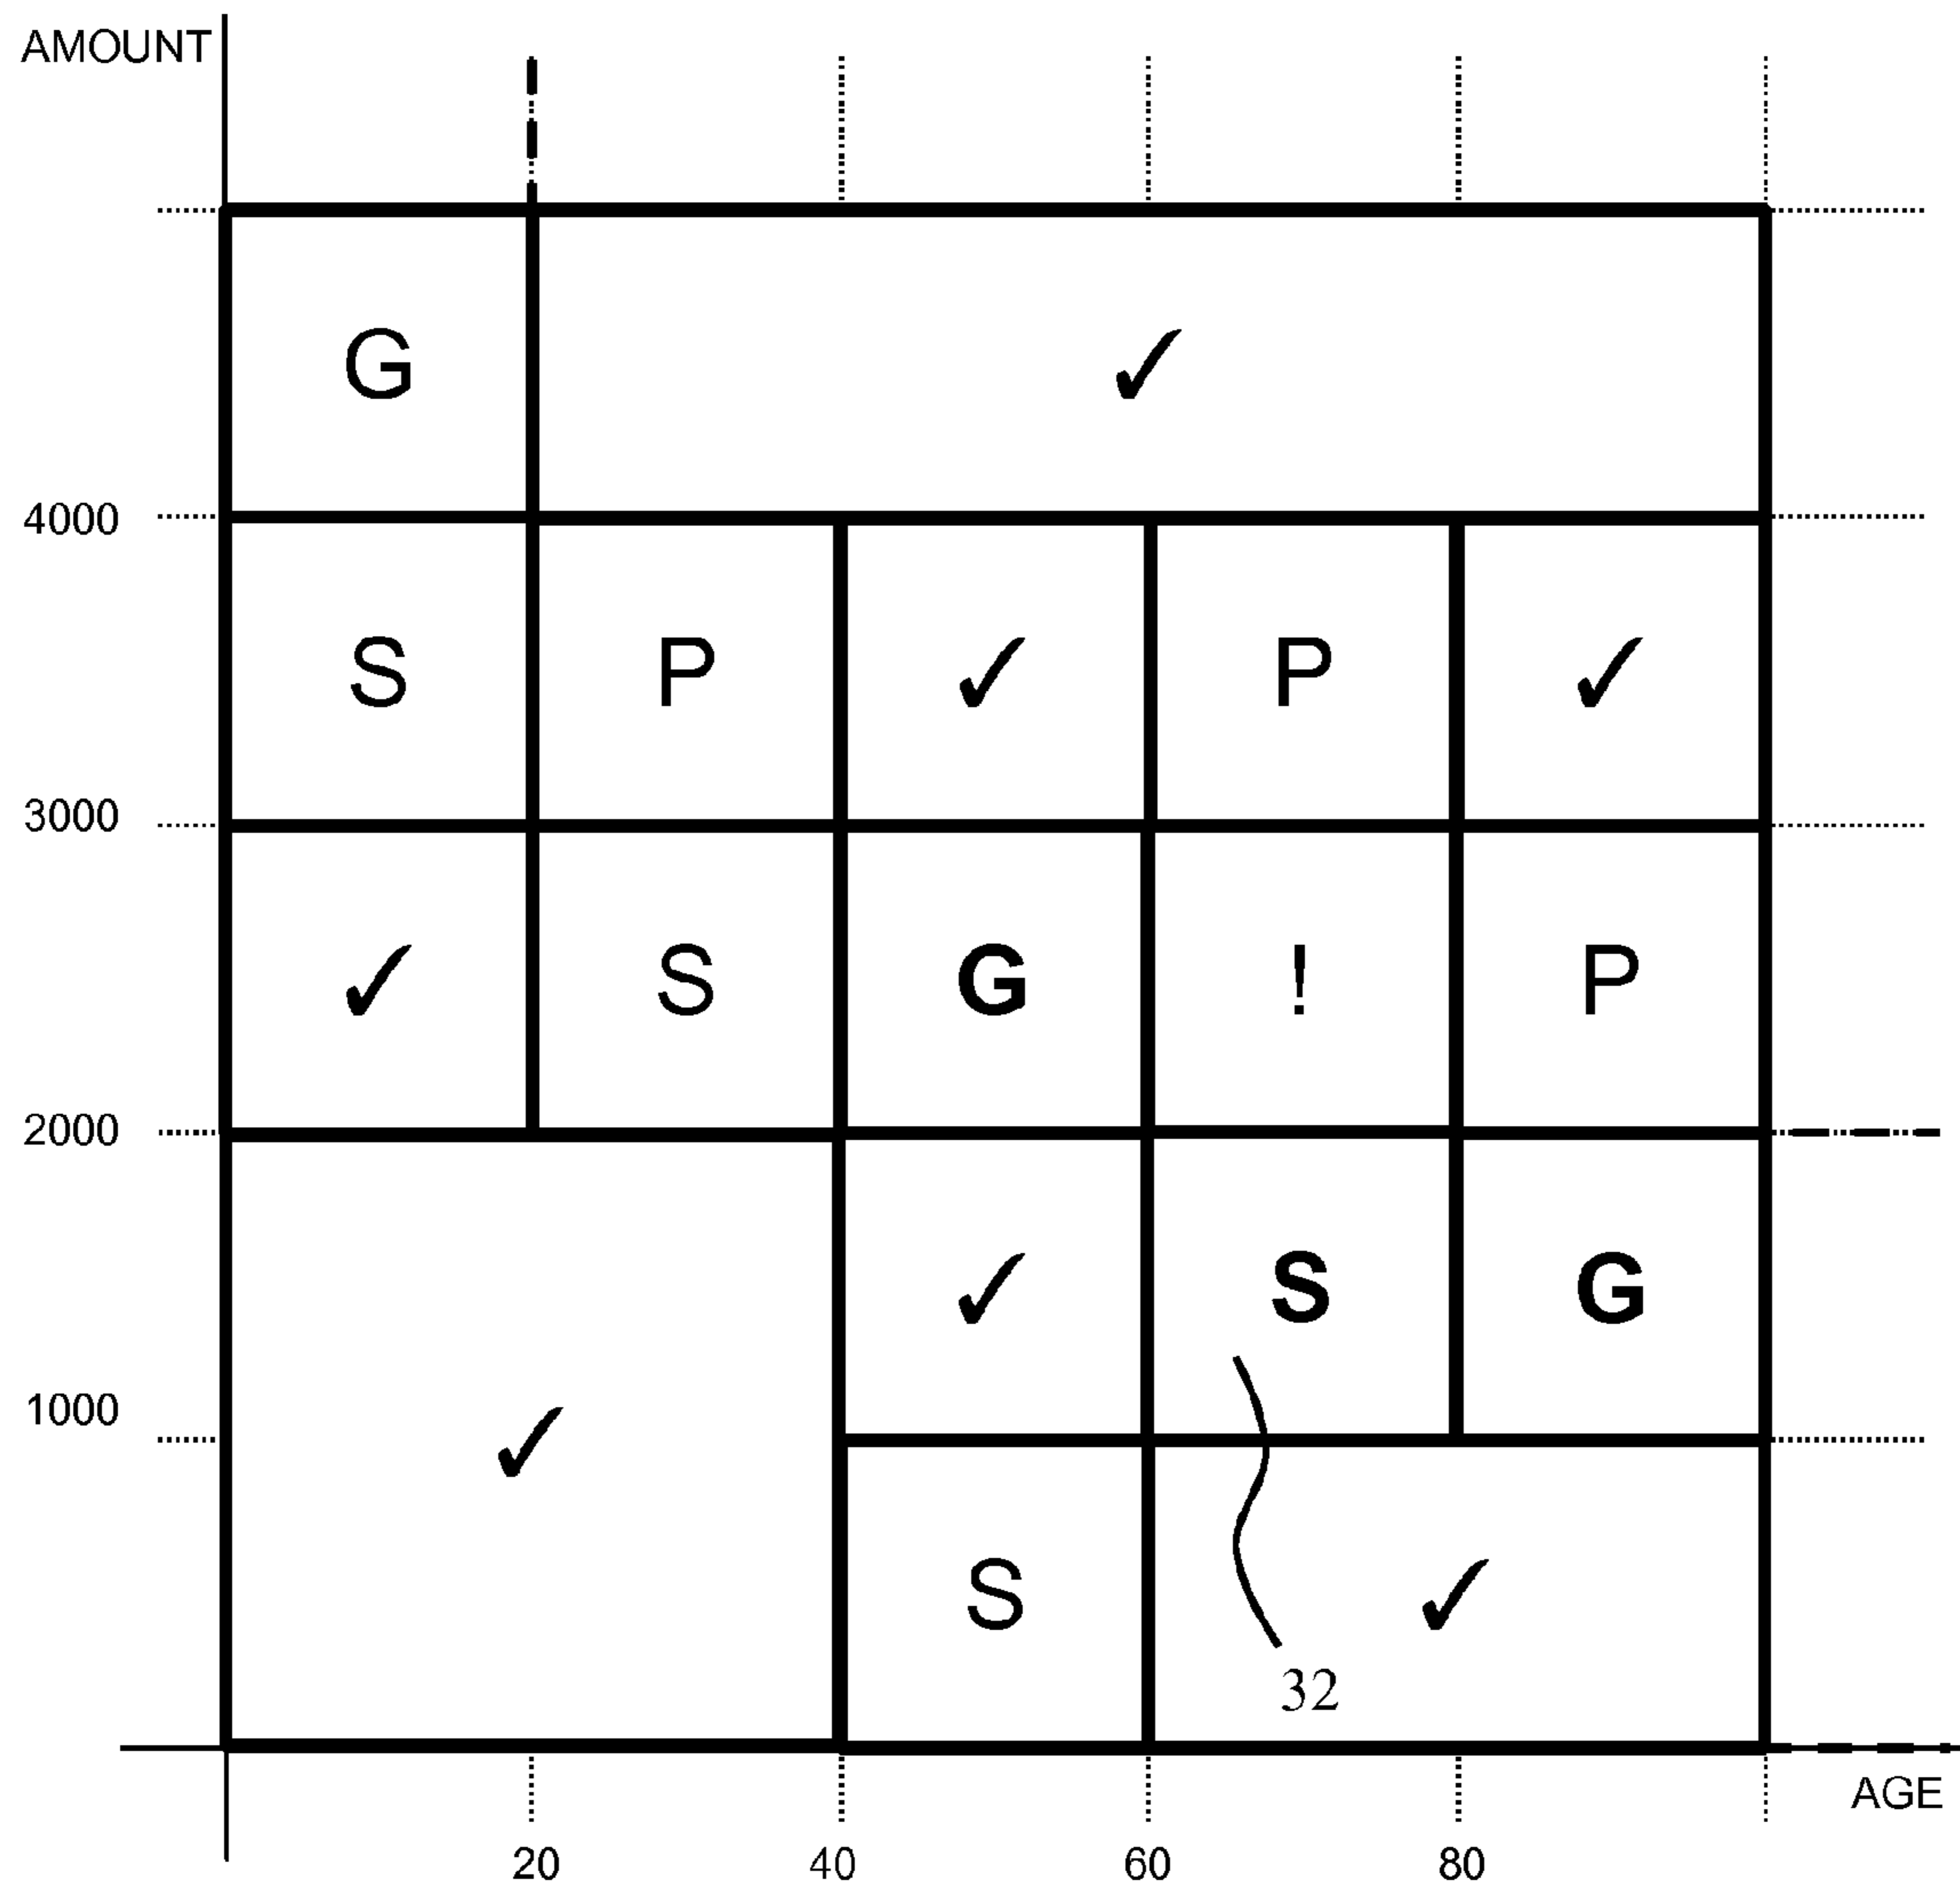 AMOUNT
G ✓
4000
S P ✓ P ✓
3000
✓ S G ! P
2000
✓ S G
1000
✓
S ✓
32
AGE
20 40 60 80